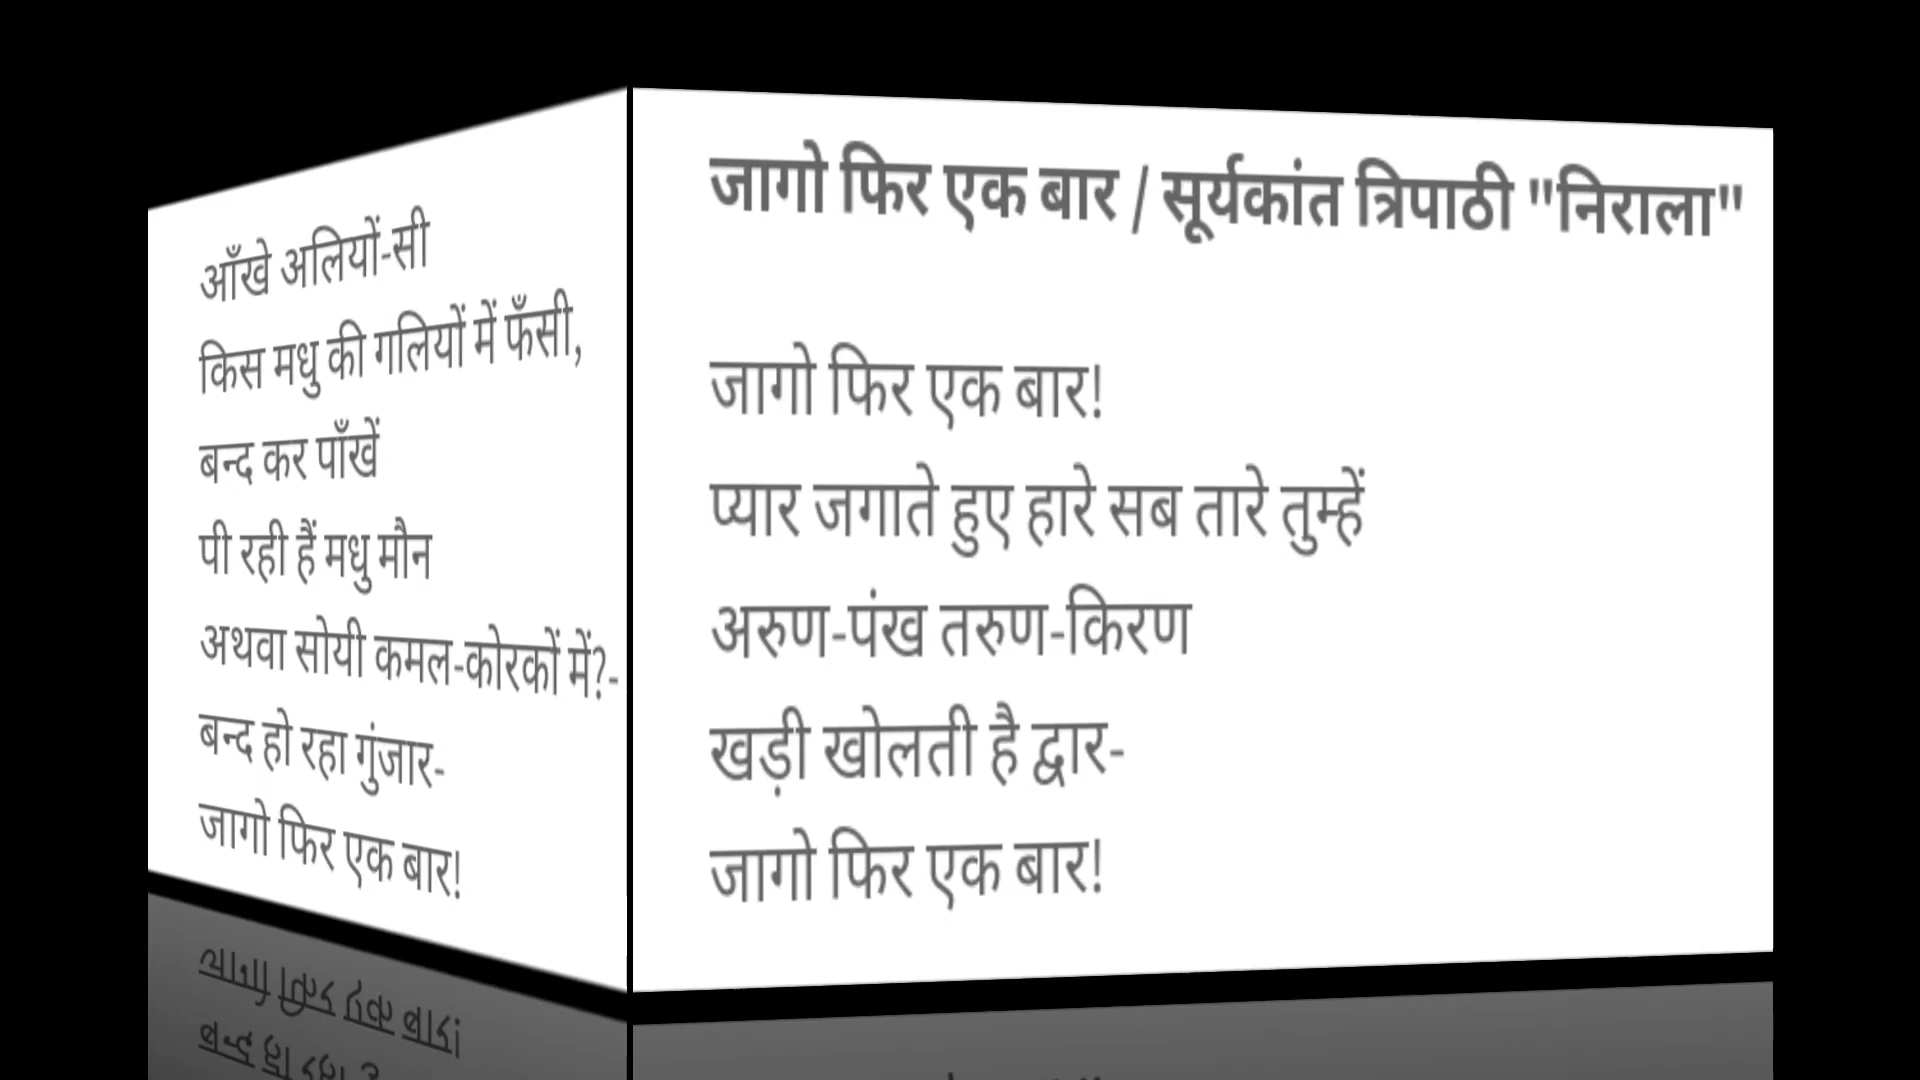 जागो फिर एक बार / सूर्यकांत त्रिपाठी "निराला"
जागो फिर एक बार!
प्यार जगाते हुए हारे सब तारे तुम्हें
अरुण-पंख तरुण-किरण
खड़ी खोलती है द्वार-
जागो फिर एक बार!
आँखे अलियों-सी
किस मधु की गलियों में फँसी,
बन्द कर पाँखें
पी रही हैं मधु मौन
अथवा सोयी कमल-कोरकों में?-
बन्द हो रहा गुंजार-
जागो फिर एक बार!